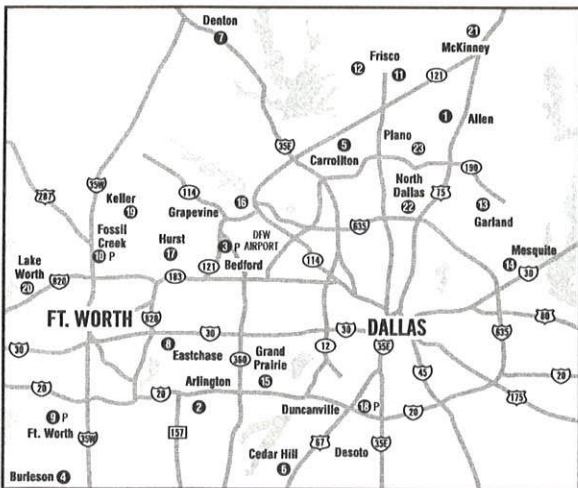 Denton
7
21
McKinney
Frisco
12
11
121
1
Allen
Plano
23
5
Carrollton
35E
190
North
Dallas
22
75
13
Garland
287
35W
Keller
19
114
Grapevine
16
Fossil
Creek
10 P
Hurst
17
3 P
DFW
AIRPORT
Bedford
121
183
635
114
Mesquite
14
30
Lake
Worth
20
820
FT. WORTH
820
DALLAS
80
635
30
30
30
8
Eastchase
360
Grand
Prairie
15
12
35E
45
175
20
20
20
Arlington
2
Duncanville
18 P
20
9 P
Ft. Worth
35W
157
67
Desoto
35E
Cedar Hill
6
Burleson 4